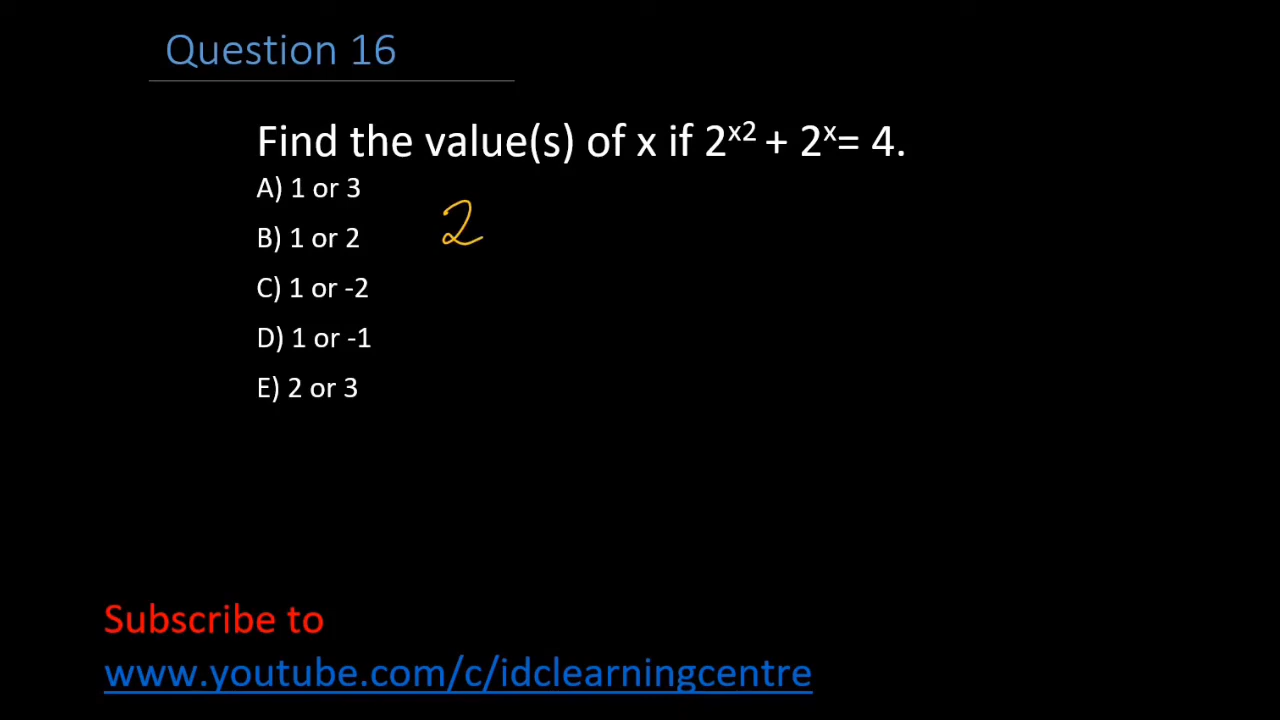 Question 16
Find the value(s) of x if 2ˣ² + 2ˣ= 4.
A) 1 or 3
B) 1 or 2
2
C) 1 or -2
D) 1 or -1
E) 2 or 3
Subscribe to
www.youtube.com/c/idclearningcentre